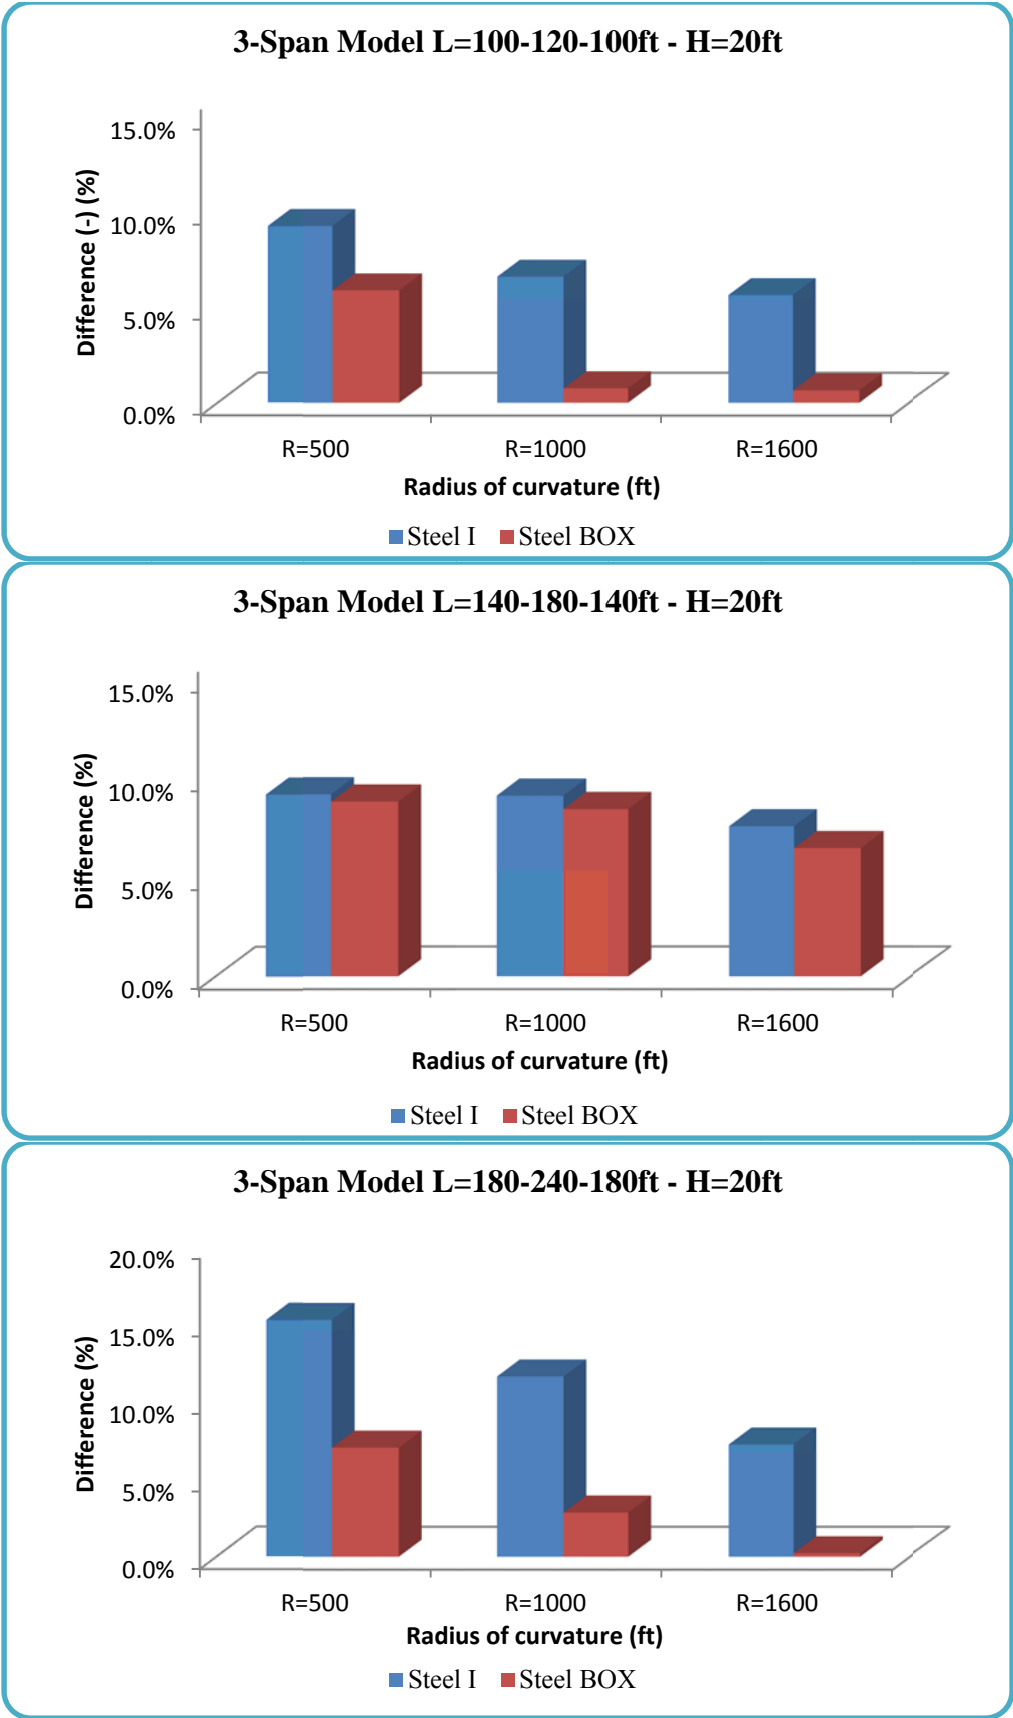 3-Span Model L=100-120-100ft - H=20ft
15.0%
10.0%
5.0%
0.0%
Difference (-) (%)
R=500 R=1000 R=1600
Radius of curvature (ft)
Steel I Steel BOX
3-Span Model L=140-180-140ft - H=20ft
15.0%
10.0%
5.0%
0.0%
Difference (%)
R=500 R=1000 R=1600
Radius of curvature (ft)
Steel I Steel BOX
3-Span Model L=180-240-180ft - H=20ft
20.0%
15.0%
10.0%
5.0%
0.0%
Difference (%)
R=500 R=1000 R=1600
Radius of curvature (ft)
Steel I Steel BOX